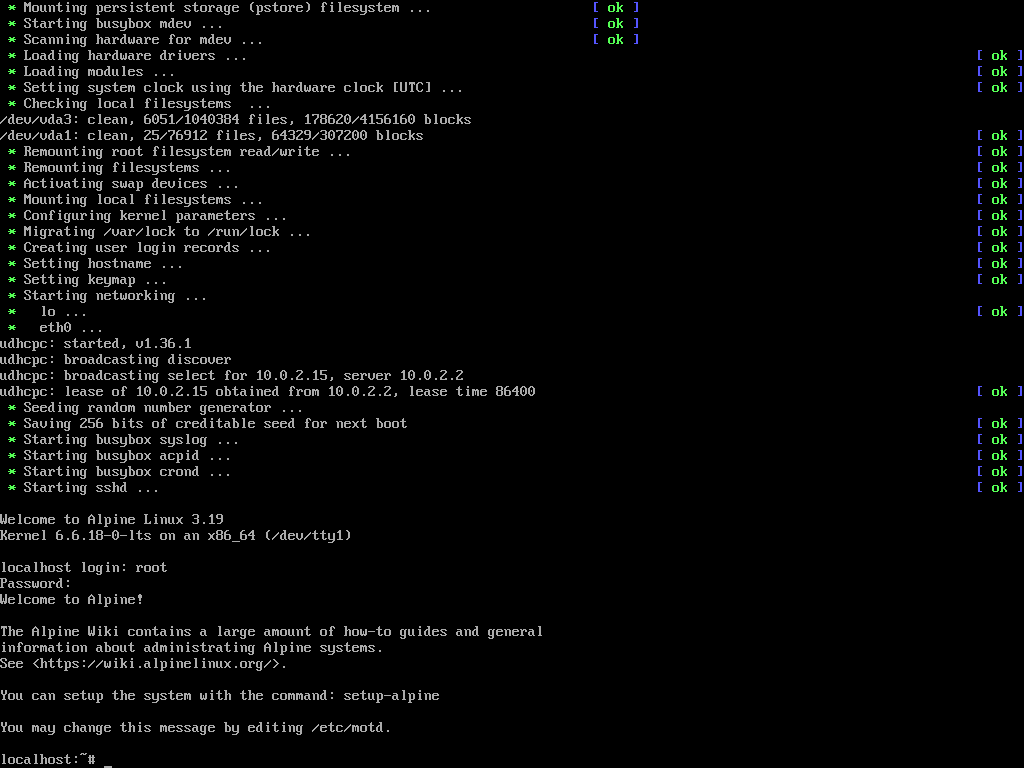 * Mounting persistent storage (pstore) filesystem ... [ ok ]
 * Starting busybox mdev ... [ ok ]
 * Scanning hardware for mdev ... [ ok ]
 * Loading hardware drivers ... [ ok ]
 * Loading modules ... [ ok ]
 * Setting system clock using the hardware clock [UTC] ... [ ok ]
 * Checking local filesystems  ...
/dev/vda3: clean, 6051/1040384 files, 178620/4156160 blocks
/dev/vda1: clean, 25/76912 files, 64329/307200 blocks [ ok ]
 * Remounting root filesystem read/write ... [ ok ]
 * Remounting filesystems ... [ ok ]
 * Activating swap devices ... [ ok ]
 * Mounting local filesystems ... [ ok ]
 * Configuring kernel parameters ... [ ok ]
 * Migrating /var/lock to /run/lock ... [ ok ]
 * Creating user login records ... [ ok ]
 * Setting hostname ... [ ok ]
 * Setting keymap ... [ ok ]
 * Starting networking ...
 *   lo ... [ ok ]
 *   eth0 ...
udhcpc: started, v1.36.1
udhcpc: broadcasting discover
udhcpc: broadcasting select for 10.0.2.15, server 10.0.2.2
udhcpc: lease of 10.0.2.15 obtained from 10.0.2.2, lease time 86400 [ ok ]
 * Seeding random number generator ...
 * Saving 256 bits of creditable seed for next boot [ ok ]
 * Starting busybox syslog ... [ ok ]
 * Starting busybox acpid ... [ ok ]
 * Starting busybox crond ... [ ok ]
 * Starting sshd ... [ ok ]
Welcome to Alpine Linux 3.19
Kernel 6.6.18-0-lts on an x86_64 (/dev/tty1)
localhost login: root
Password:
Welcome to Alpine!
The Alpine Wiki contains a large amount of how-to guides and general
information about administrating Alpine systems.
See <https://wiki.alpinelinux.org/>.
You can setup the system with the command: setup-alpine
You may change this message by editing /etc/motd.
localhost:~# _